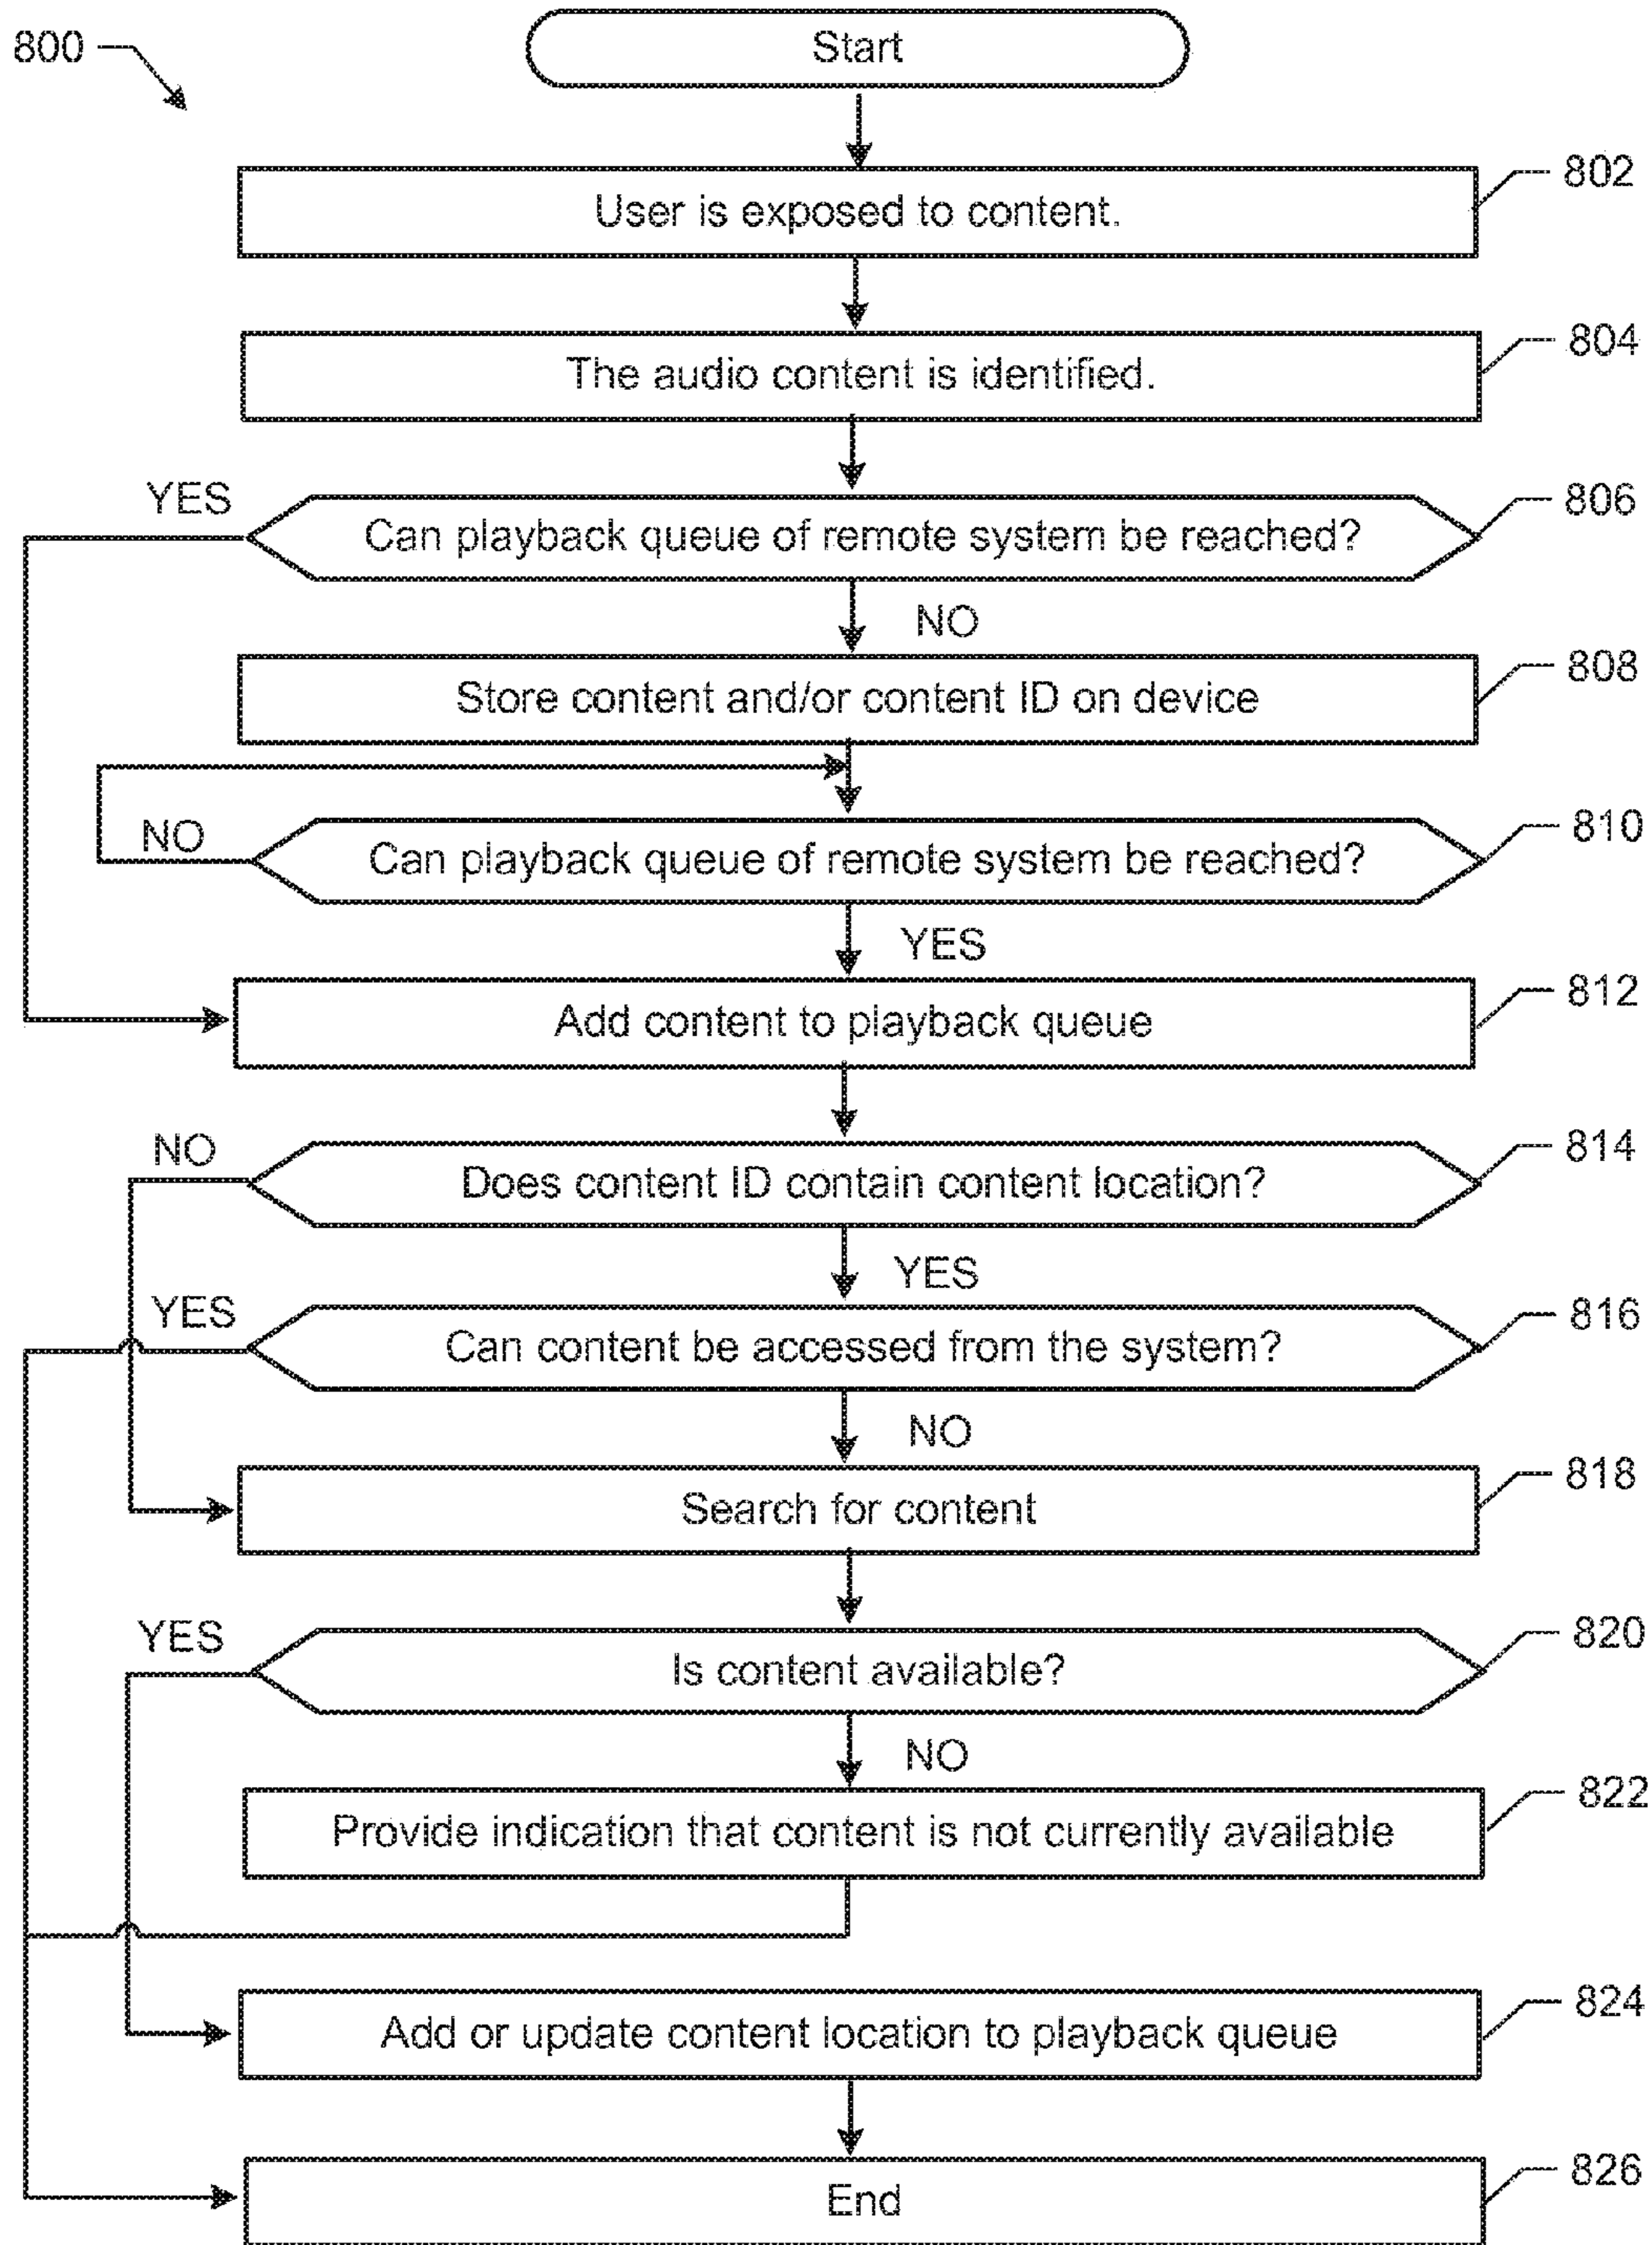 800
Start
802
User is exposed to content.
804
The audio content is identified.
YES
806
Can playback queue of remote system be reached?
NO
808
Store content and/or content ID on device
NO
810
Can playback queue of remote system be reached?
YES
812
Add content to playback queue
NO
814
Does content ID contain content location?
YES
YES
816
Can content be accessed from the system?
NO
818
Search for content
YES
820
Is content available?
NO
822
Provide indication that content is not currently available
824
Add or update content location to playback queue
826
End